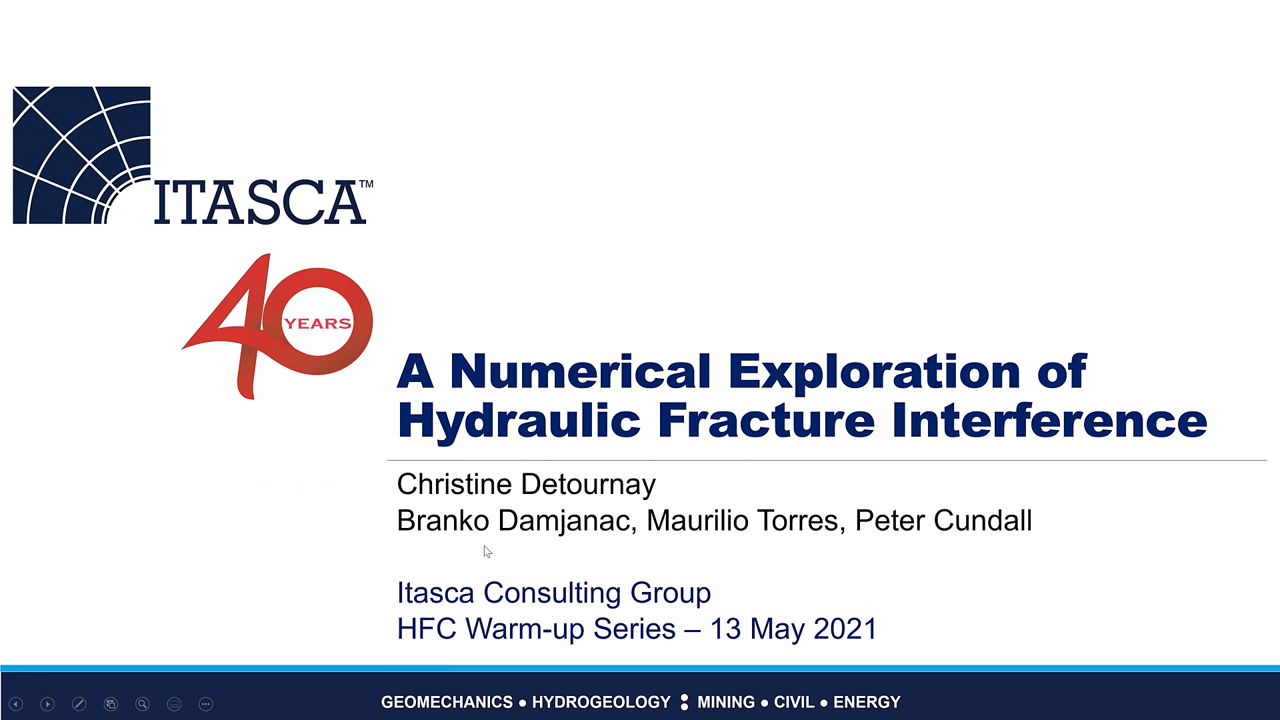 ITASCA™
40
YEARS
A Numerical Exploration of
Hydraulic Fracture Interference
Christine Detournay
Branko Damjanac, Maurilio Torres, Peter Cundall
Itasca Consulting Group
HFC Warm-up Series – 13 May 2021
GEOMECHANICS ● HYDROGEOLOGY : MINING ● CIVIL ● ENERGY